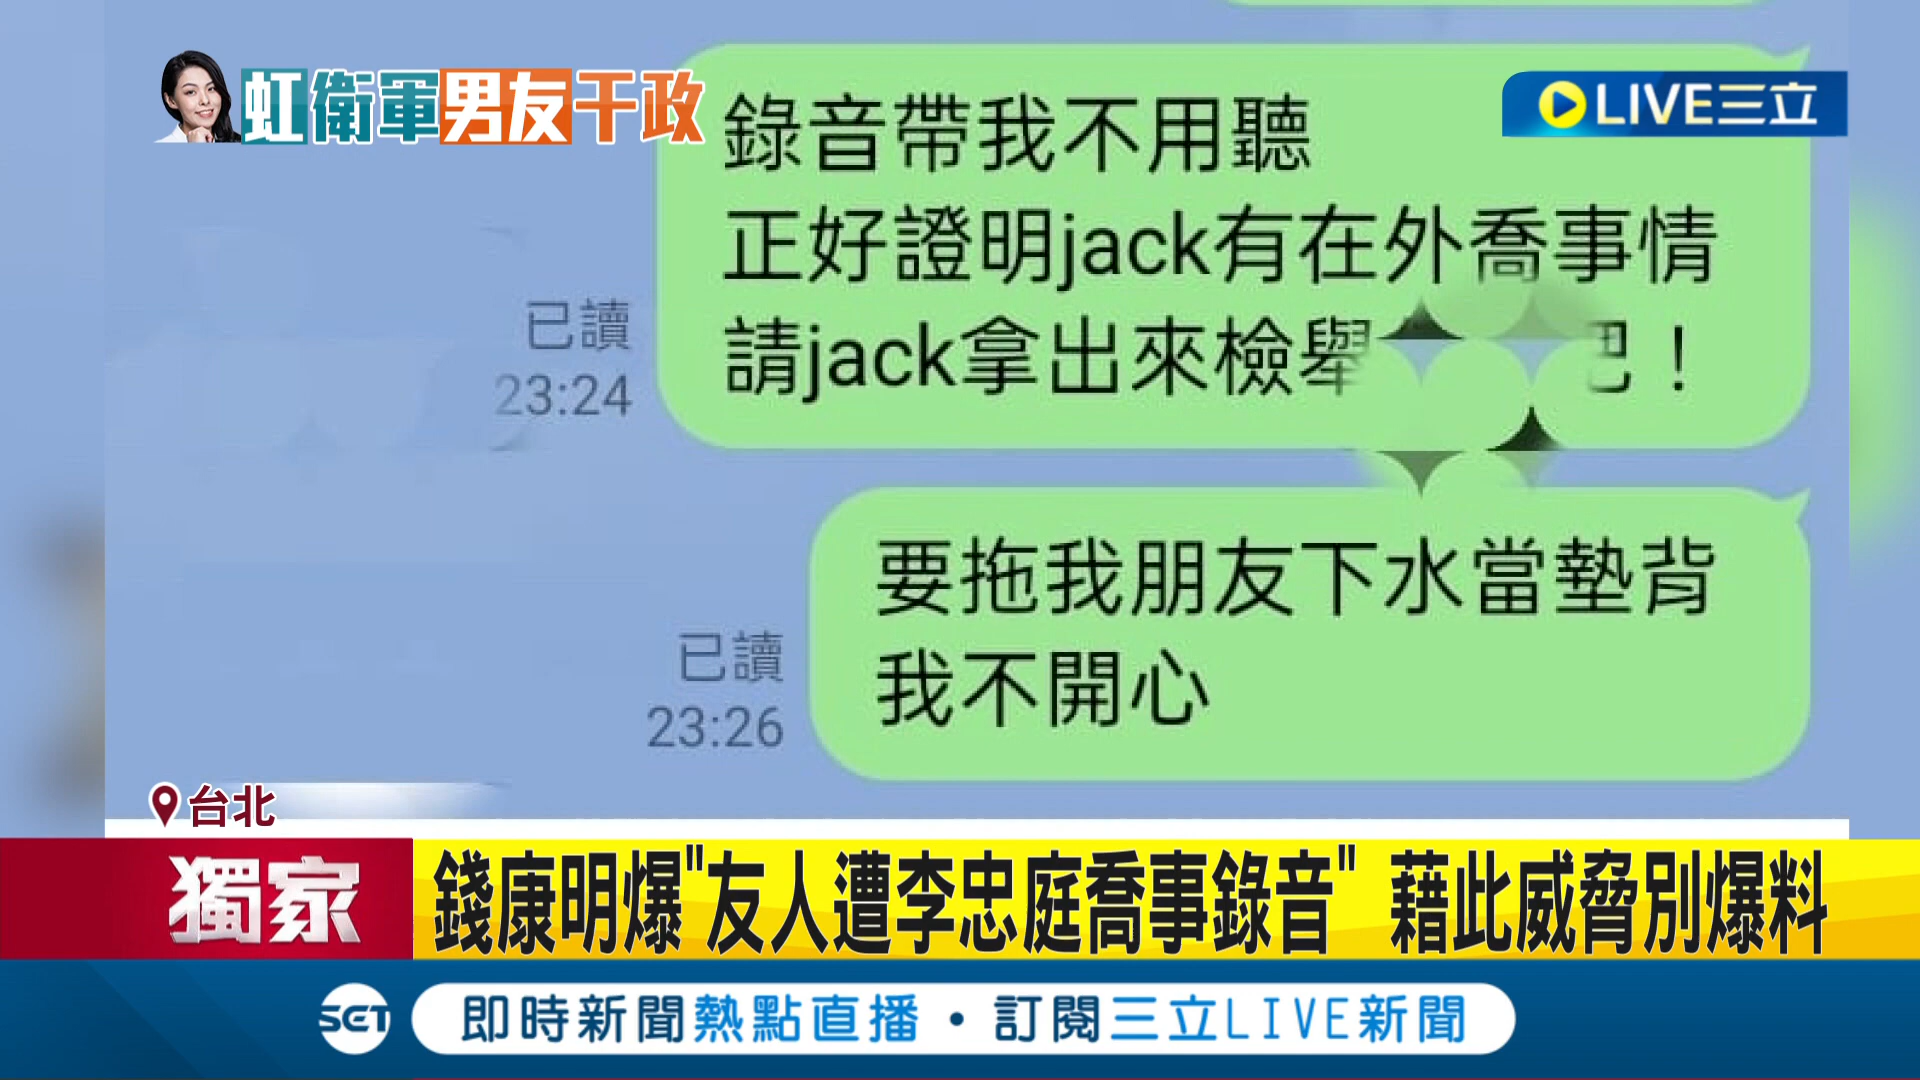 虹衛軍男友干政
LIVE三立
錄音帶我不用聽
正好證明jack有在外喬事情
請jack拿出來檢舉 吧！
已讀
23:24
要拖我朋友下水當墊背
我不開心
已讀
23:26
台北
獨家
錢康明爆"友人遭李忠庭喬事錄音" 藉此威脅別爆料
SET
即時新聞熱點直播・訂閱三立LIVE新聞